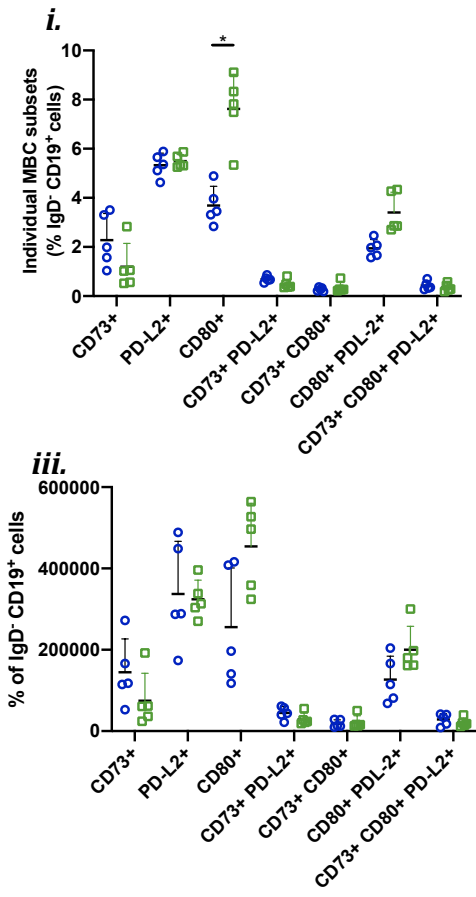 i.
*
Individual MBC subsets
(% IgD- CD19+ cells)
10
8
6
4
2
0
CD73+
PD-L2+
CD80+
CD73+ PD-L2+
CD73+ CD80+
CD80+ PDL-2+
CD73+ CD80+ PD-L2+
iii.
% of IgD- CD19+ cells
600000
400000
200000
0
CD73+
PD-L2+
CD80+
CD73+ PD-L2+
CD73+ CD80+
CD80+ PDL-2+
CD73+ CD80+ PD-L2+